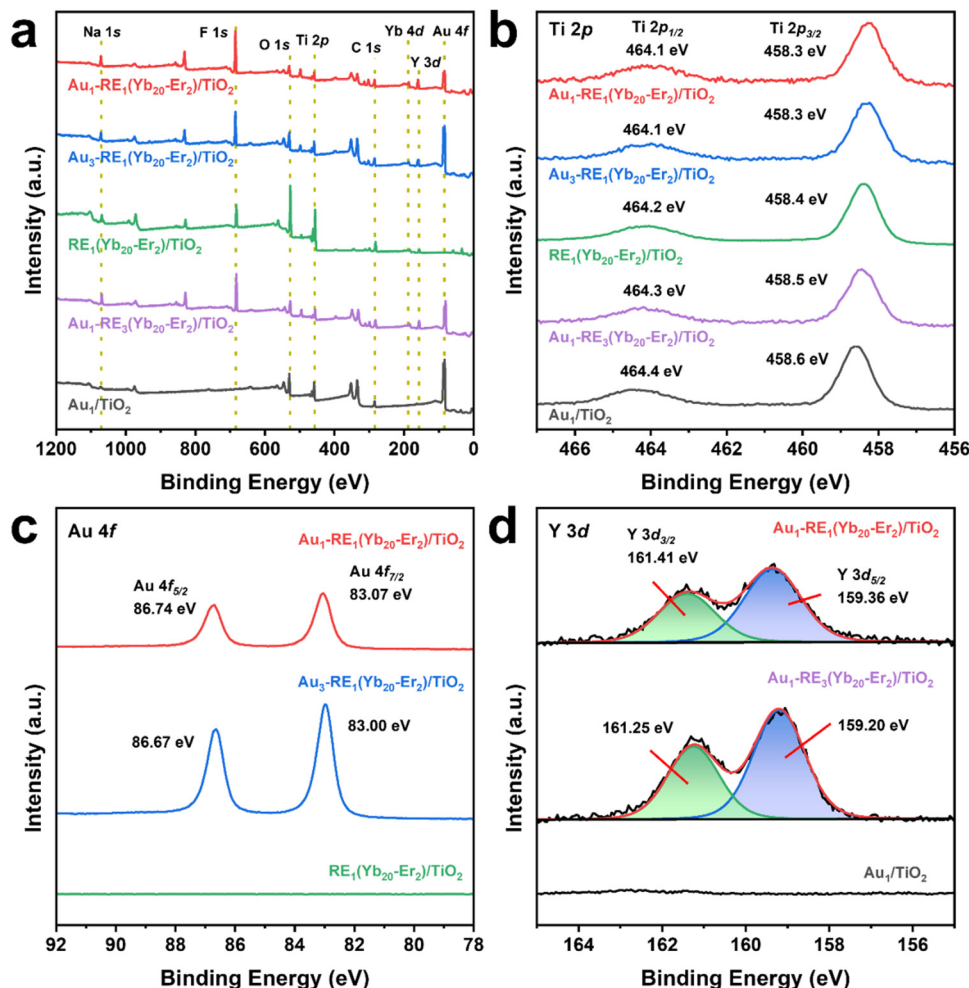 a
Na 1s
F 1s
O 1s
Ti 2p
C 1s
Yb 4d
Y 3d
Au 4f
Au₁-RE₁(Yb₂₀-Er₂)/TiO₂
Au₃-RE₁(Yb₂₀-Er₂)/TiO₂
RE₁(Yb₂₀-Er₂)/TiO₂
Au₁-RE₃(Yb₂₀-Er₂)/TiO₂
Au₁/TiO₂
Intensity (a.u.)
1200 1000 800 600 400 200 0
Binding Energy (eV)
b
Ti 2p
Ti 2p₁/₂
Ti 2p₃/₂
464.1 eV
458.3 eV
Au₁-RE₁(Yb₂₀-Er₂)/TiO₂
464.1 eV
458.3 eV
Au₃-RE₁(Yb₂₀-Er₂)/TiO₂
464.2 eV
458.4 eV
RE₁(Yb₂₀-Er₂)/TiO₂
464.3 eV
458.5 eV
Au₁-RE₃(Yb₂₀-Er₂)/TiO₂
464.4 eV
458.6 eV
Au₁/TiO₂
Intensity (a.u.)
466 464 462 460 458 456
Binding Energy (eV)
c
Au 4f
Au₁-RE₁(Yb₂₀-Er₂)/TiO₂
Au 4f₅/₂
86.74 eV
Au 4f₇/₂
83.07 eV
Au₃-RE₁(Yb₂₀-Er₂)/TiO₂
86.67 eV
83.00 eV
RE₁(Yb₂₀-Er₂)/TiO₂
Intensity (a.u.)
92 90 88 86 84 82 80 78
Binding Energy (eV)
d
Y 3d
Au₁-RE₁(Yb₂₀-Er₂)/TiO₂
Y 3d₃/₂
161.41 eV
Y 3d₅/₂
159.36 eV
Au₁-RE₃(Yb₂₀-Er₂)/TiO₂
161.25 eV
159.20 eV
Au₁/TiO₂
Intensity (a.u.)
164 162 160 158 156
Binding Energy (eV)